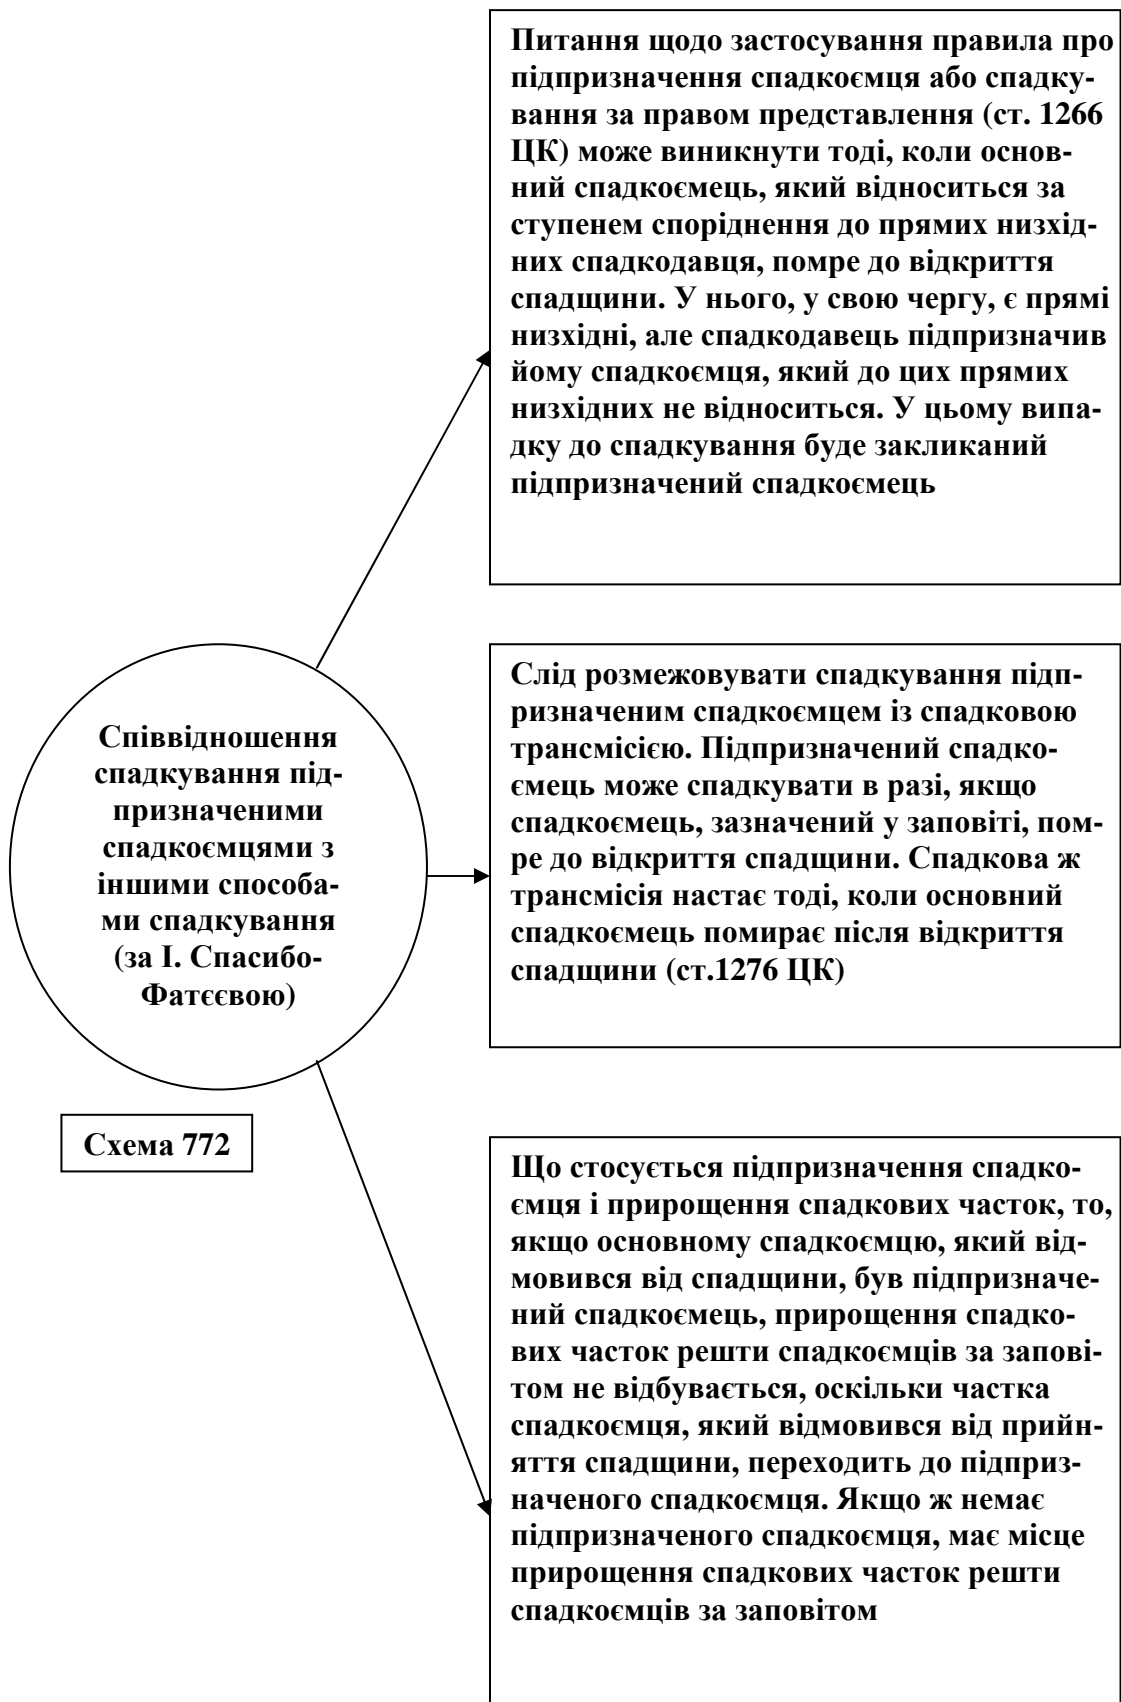 Питання щодо застосування правила про
підпризначення спадкоємця або спадку-
вання за правом представлення (ст. 1266
ЦК) може виникнути тоді, коли основ-
ний спадкоємець, який відноситься за
ступенем споріднення до прямих низхід-
них спадкодавця, помре до відкриття
спадщини. У нього, у свою чергу, є прямі
низхідні, але спадкодавець підпризначив
йому спадкоємця, який до цих прямих
низхідних не відноситься. У цьому випа-
дку до спадкування буде закликаний
підпризначений спадкоємець
Співвідношення
спадкування під-
призначеними
спадкоємцями з
іншими способа-
ми спадкування
(за І. Спасибо-
Фатєєвою)
Слід розмежовувати спадкування підп-
ризначеним спадкоємцем із спадковою
трансмісією. Підпризначений спадко-
ємець може спадкувати в разі, якщо
спадкоємець, зазначений у заповіті, пом-
ре до відкриття спадщини. Спадкова ж
трансмісія настає тоді, коли основний
спадкоємець помирає після відкриття
спадщини (ст.1276 ЦК)
Схема 772
Що стосується підпризначення спадко-
ємця і прирощення спадкових часток, то,
якщо основному спадкоємцю, який від-
мовився від спадщини, був підпризначе-
ний спадкоємець, прирощення спадко-
вих часток решти спадкоємців за запові-
том не відбувається, оскільки частка
спадкоємця, який відмовився від прийн-
яття спадщини, переходить до підприз-
наченого спадкоємця. Якщо ж немає
підпризначеного спадкоємця, має місце
прирощення спадкових часток решти
спадкоємців за заповітом